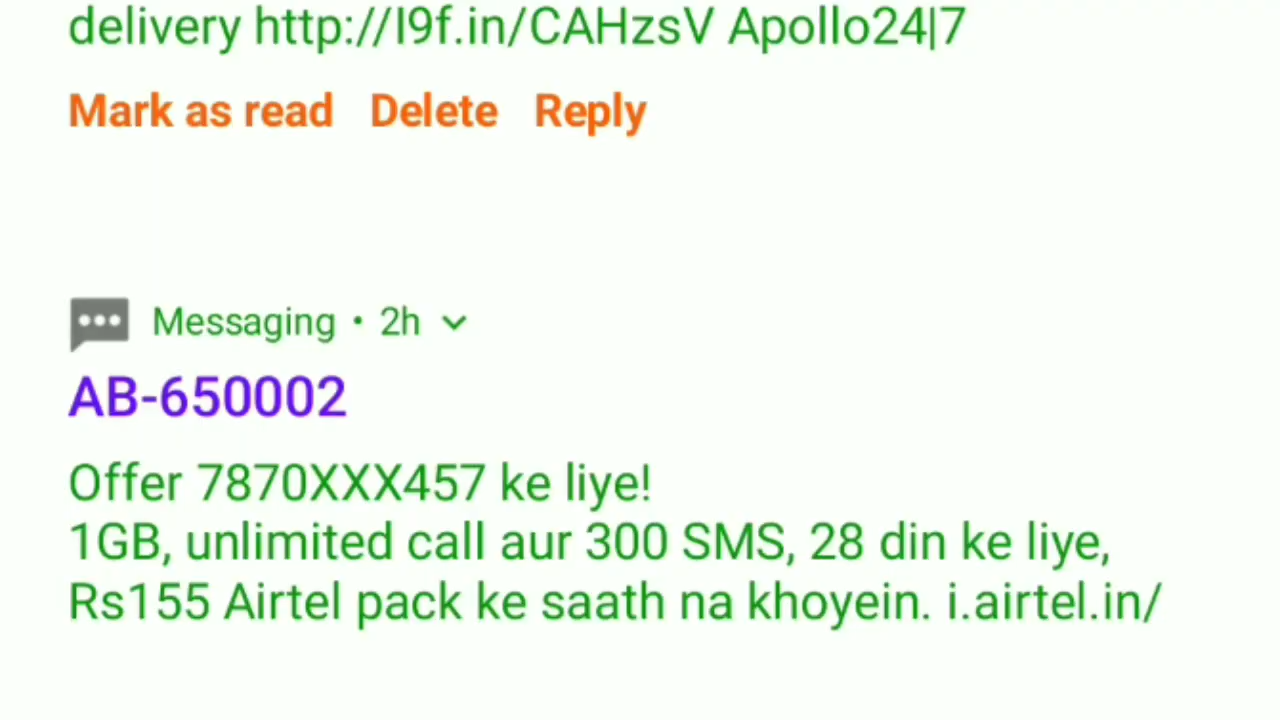 delivery http://l9f.in/CAHzsV Apollo24|7
Mark as read Delete Reply
Messaging • 2h
AB-650002
Offer 7870XXX457 ke liye!
1GB, unlimited call aur 300 SMS, 28 din ke liye,
Rs155 Airtel pack ke saath na khoyein. i.airtel.in/